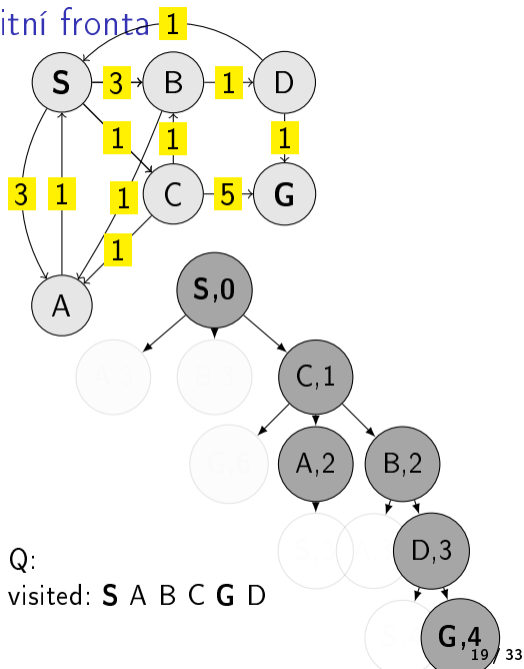 itní fronta
1
S 3 B 1 D
1 1 1
3 1 1 C 5 G
1
A
S,0
C,1
A,2 B,2
D,3
Q:
visited: S A B C G D
G,4
19 / 33